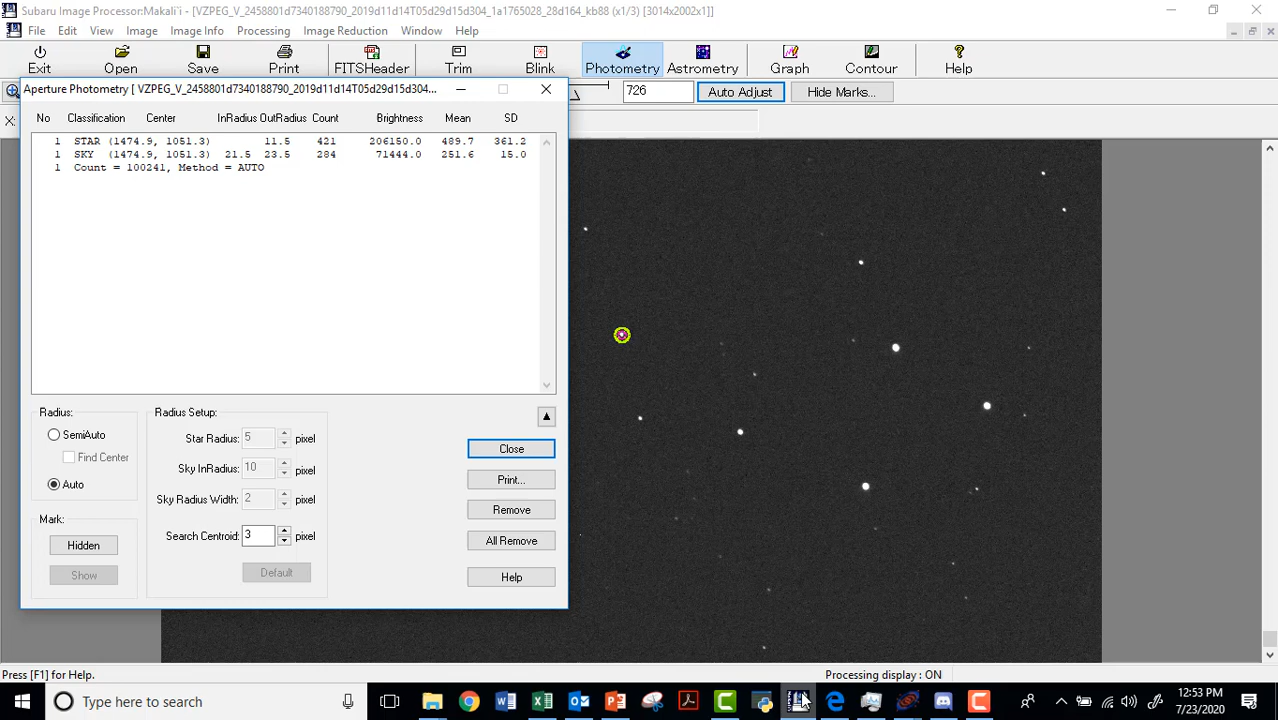 Subaru Image Processor:Makali`i - [VZPEG_V_2458801d7340188790_2019d11d14T05d29d15d304_1a1765028_28d164_kb88 (x1/3) [3014x2002x1]]
File Edit View Image Image Info Processing Image Reduction Window Help
Exit Open Save Print FITSHeader Trim Blink Photometry Astrometry Graph Contour Help
726 Auto Adjust Hide Marks...
X:
Aperture Photometry [ VZPEG_V_2458801d7340188790_2019d11d14T05d29d15d304_...
No Classification Center InRadius OutRadius Count Brightness Mean SD
1 STAR (1474.9, 1051.3) 11.5 421 206150.0 489.7 361.2
1 SKY (1474.9, 1051.3) 21.5 23.5 284 71444.0 251.6 15.0
1 Count = 100241, Method = AUTO
Radius:
SemiAuto
Find Center
Auto
Mark:
Hidden
Show
Radius Setup:
Star Radius: 5 pixel
Sky InRadius: 10 pixel
Sky Radius Width: 2 pixel
Search Centroid: 3 pixel
Default
Close
Print...
Remove
All Remove
Help
Press [F1] for Help. Processing display : ON
Type here to search
12:53 PM
7/23/2020